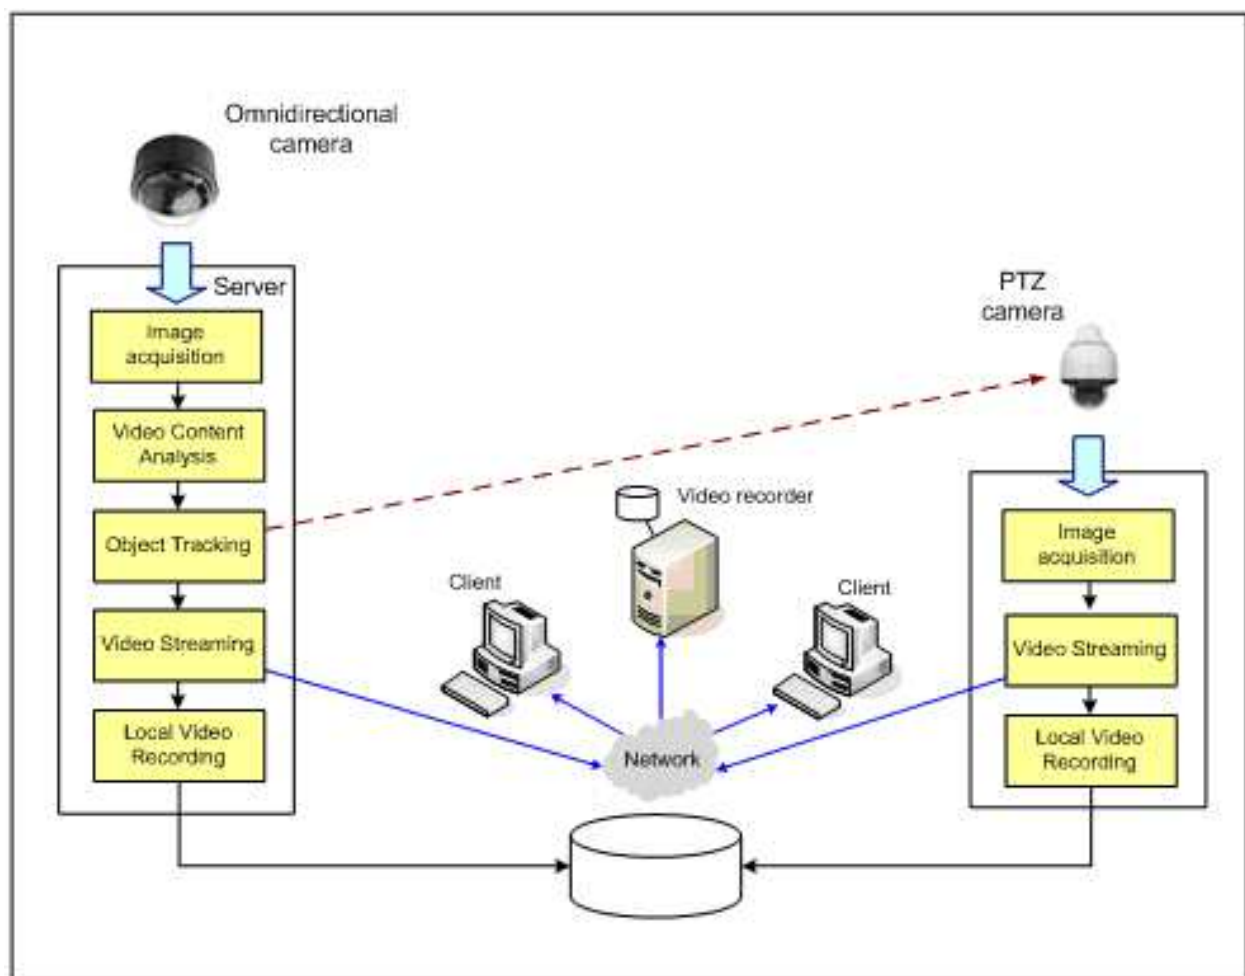 Omnidirectional
camera
Server
Image
acquisition
Video Content
Analysis
Object Tracking
Video Streaming
Local Video
Recording
PTZ
camera
Video recorder
Client
Client
Network
Image
acquisition
Video Streaming
Local Video
Recording